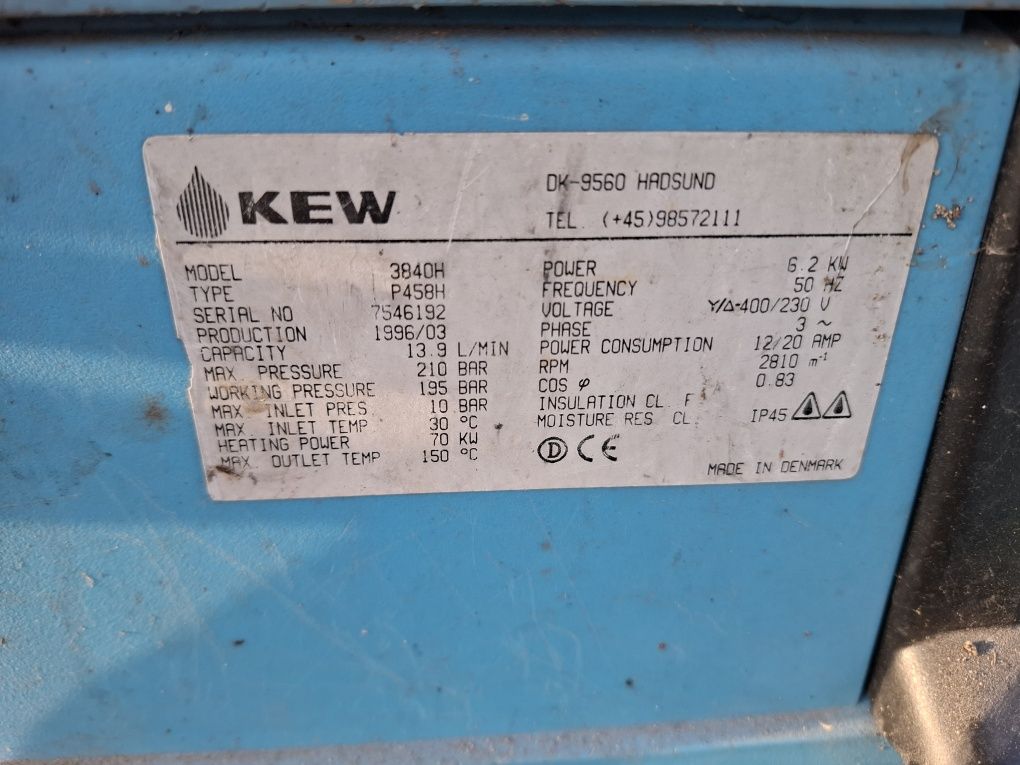 KEW
DK-9560 HADSUND
TEL. (+45)98572111
MODEL 3840H
TYPE P458H
SERIAL NO 7546192
PRODUCTION 1996/03
CAPACITY 13.9 L/MIN
MAX. PRESSURE 210 BAR
WORKING PRESSURE 195 BAR
MAX. INLET PRES 10 BAR
MAX. INLET TEMP 30 °C
HEATING POWER 70 KW
MAX. OUTLET TEMP 150 °C
POWER 6.2 KW
FREQUENCY 50 HZ
VOLTAGE Y/Δ-400/230 V
PHASE 3 ~
POWER CONSUMPTION 12/20 AMP
RPM 2810 m⁻¹
COS φ 0.83
INSULATION CL. F
MOISTURE RES. CL. IP45
D CE
MADE IN DENMARK